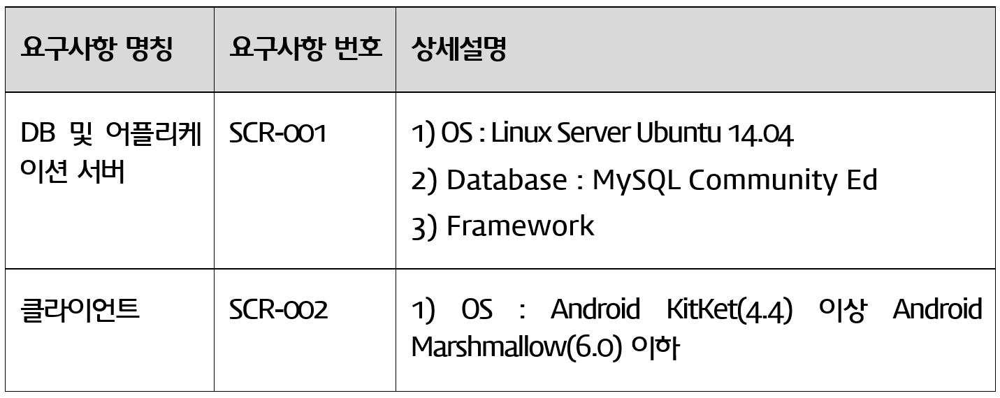 요구사항 명칭
요구사항 번호
상세설명
DB 및 어플리케
이션 서버
SCR-001
1) OS : Linux Server Ubuntu 14.04
2) Database : MySQL Community Ed
3) Framework
클라이언트
SCR-002
1) OS : Android KitKet(4.4) 이상 Android
Marshmallow(6.0) 이하